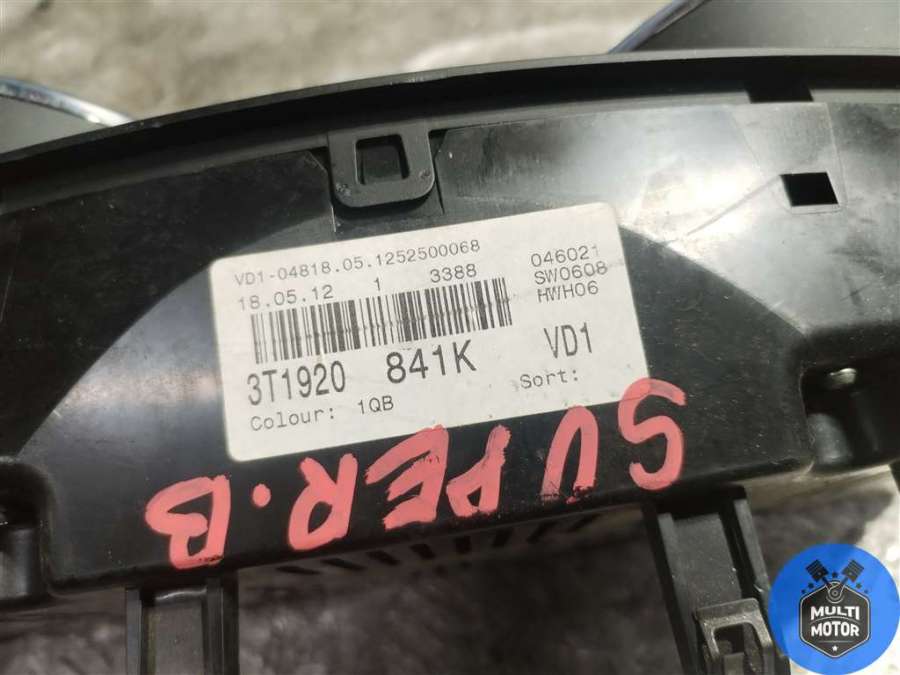 VD1-04818.05.1252500068
18.05.12 1 3388
046021
SW0608
HWH06
3T1920 841K VD1
Colour: 1QB Sort:
SUPER.B
MULTI
MOTOR